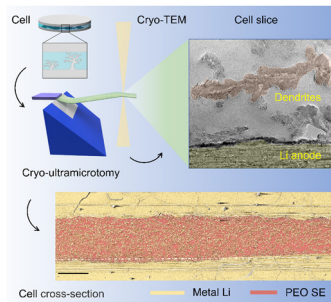 Cell
Cryo-TEM
Cell slice
Dendrites
Li anode
Cryo-ultramicrotomy
Cell cross-section
Metal Li
PEO SE